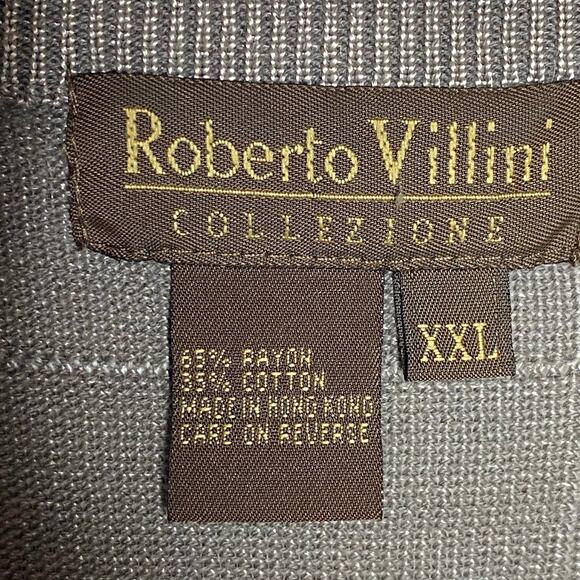 Roberto Villini
COLLEZIONE
XXL
65% RAYON
35% COTTON
MADE IN HONG KONG
CARE ON REVERSE